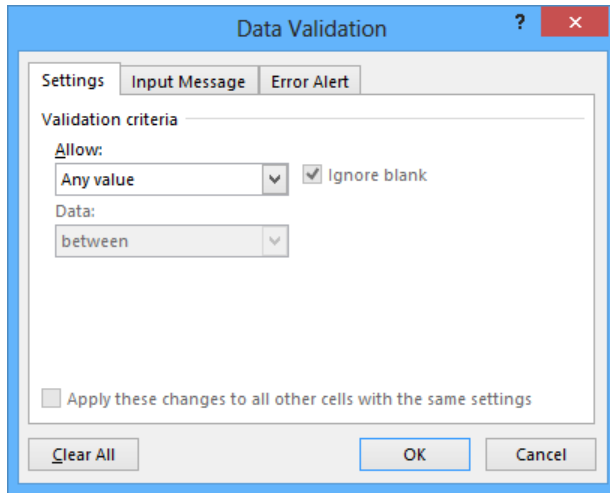 Data Validation
?
Settings
Input Message
Error Alert
Validation criteria
Allow:
Any value
Ignore blank
Data:
between
Apply these changes to all other cells with the same settings
Clear All
OK
Cancel